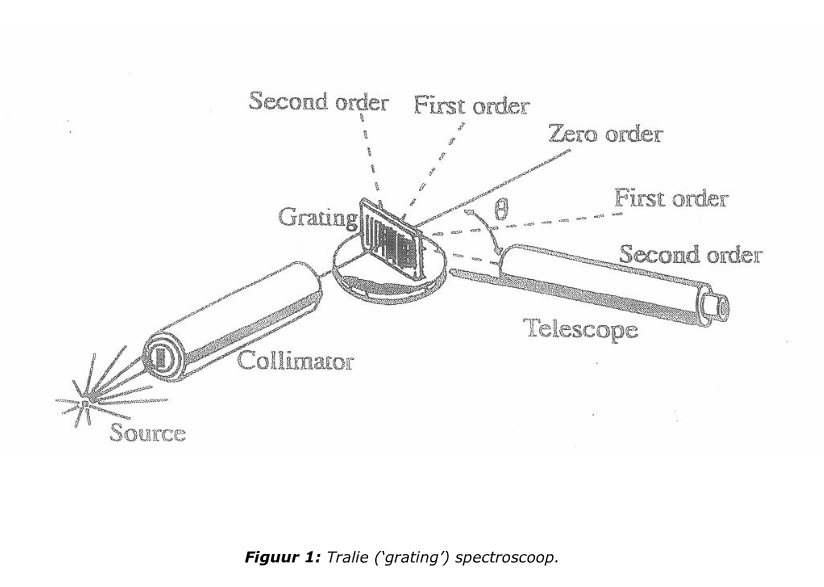 Second order
First order
Zero order
First order
θ
Grating
Second order
Telescope
Collimator
Source
Figuur 1: Tralie ('grating') spectroscoop.